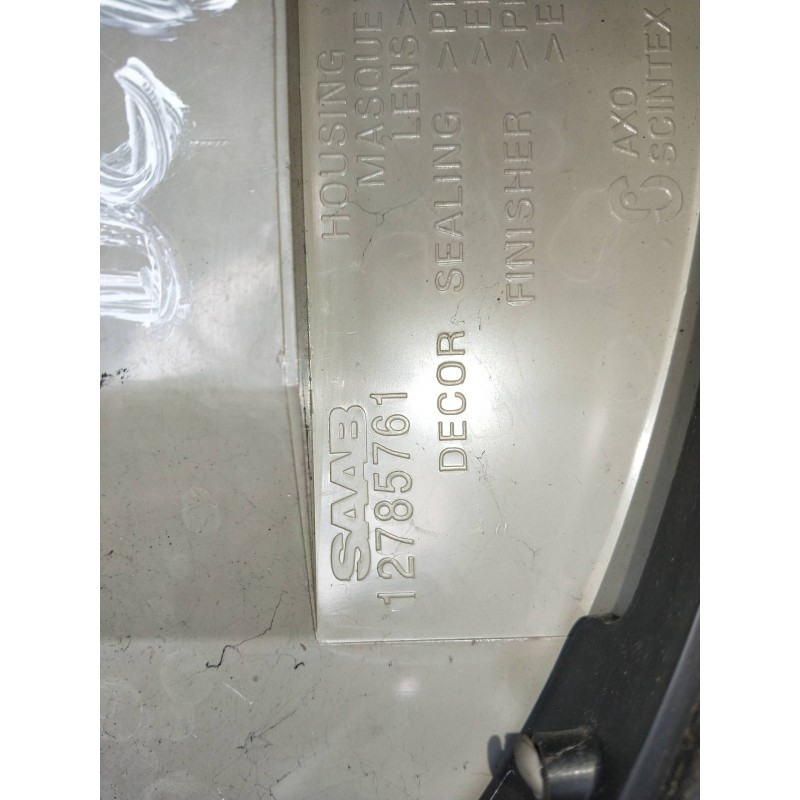 SAAB
12785761
HOUSING
MASQUE
LENS>
DECOR SEALING >P
>E
FINISHER >P
>E
AXO
SCINTEX